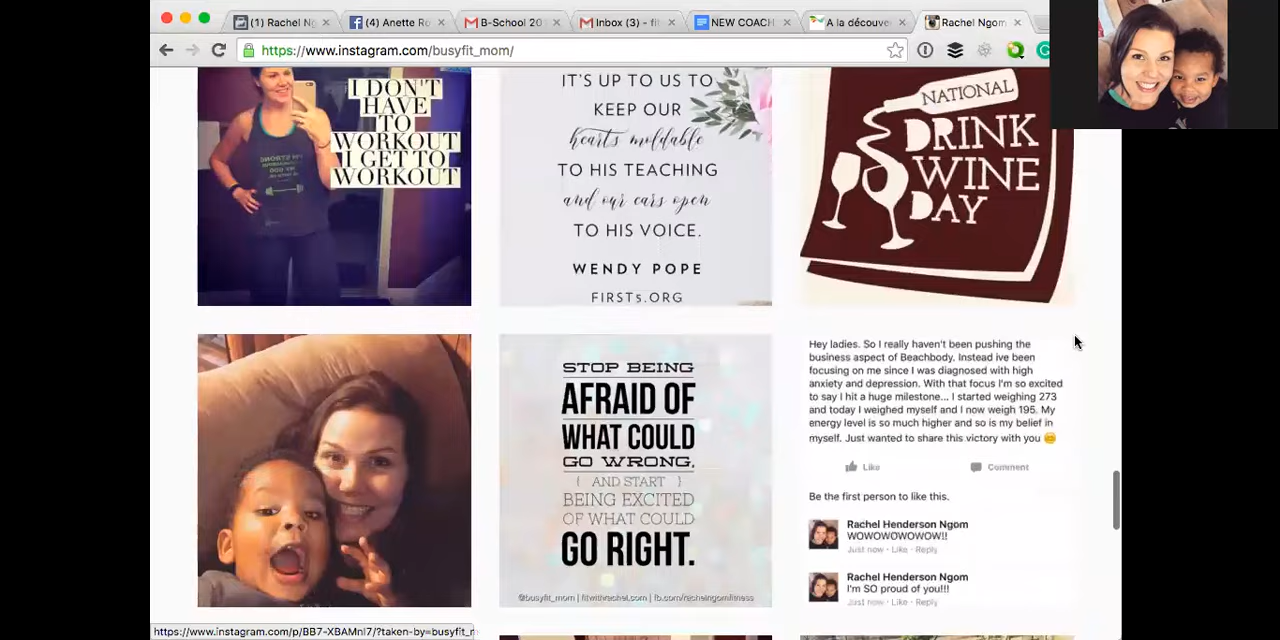 (1) Rachel Ng
(4) Anette Ro
B-School 20
Inbox (3) - fit
NEW COACH
A la découve
Rachel Ngom
https://www.instagram.com/busyfit_mom/
I DON'T
HAVE
TO
WORKOUT
I GET TO
WORKOUT
IT'S UP TO US TO
KEEP OUR
hearts moldable
TO HIS TEACHING
and our ears open
TO HIS VOICE.
WENDY POPE
FIRST5.ORG
NATIONAL
DRINK
WINE
DAY
STOP BEING
AFRAID OF
WHAT COULD
GO WRONG,
{ AND START }
BEING EXCITED
OF WHAT COULD
GO RIGHT.
@busyfit_mom | fitwithrachel.com | fb.com/rachelngomfitness
Hey ladies. So I really haven't been pushing the
business aspect of Beachbody. Instead ive been
focusing on me since I was diagnosed with high
anxiety and depression. With that focus I'm so excited
to say I hit a huge milestone... I started weighing 273
and today I weighed myself and I now weigh 195. My
energy level is so much higher and so is my belief in
myself. Just wanted to share this victory with you
Like Comment
Be the first person to like this.
Rachel Henderson Ngom
WOWOWOWOWOW!!
Just now · Like · Reply
Rachel Henderson Ngom
I'm SO proud of you!!!
Just now · Like · Reply
https://www.instagram.com/p/BB7-XBAMnI7/?taken-by=busyfit_m